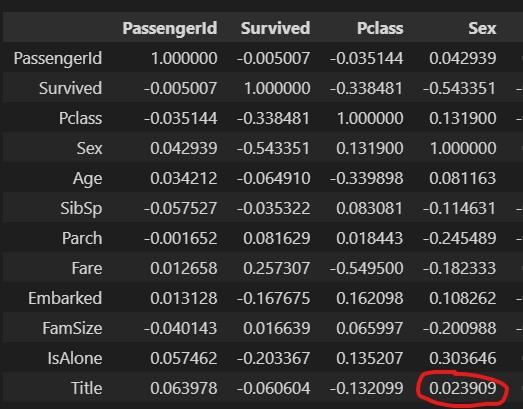 PassengerId Survived Pclass Sex
PassengerId 1.000000 -0.005007 -0.035144 0.042939
Survived -0.005007 1.000000 -0.338481 -0.543351 -
Pclass -0.035144 -0.338481 1.000000 0.131900 -
Sex 0.042939 -0.543351 0.131900 1.000000
Age 0.034212 -0.064910 -0.339898 0.081163
SibSp -0.057527 -0.035322 0.083081 -0.114631 -
Parch -0.001652 0.081629 0.018443 -0.245489 -
Fare 0.012658 0.257307 -0.549500 -0.182333
Embarked 0.013128 -0.167675 0.162098 0.108262 -
FamSize -0.040143 0.016639 0.065997 -0.200988 -
IsAlone 0.057462 -0.203367 0.135207 0.303646
Title 0.063978 -0.060604 -0.132099 0.023909 -